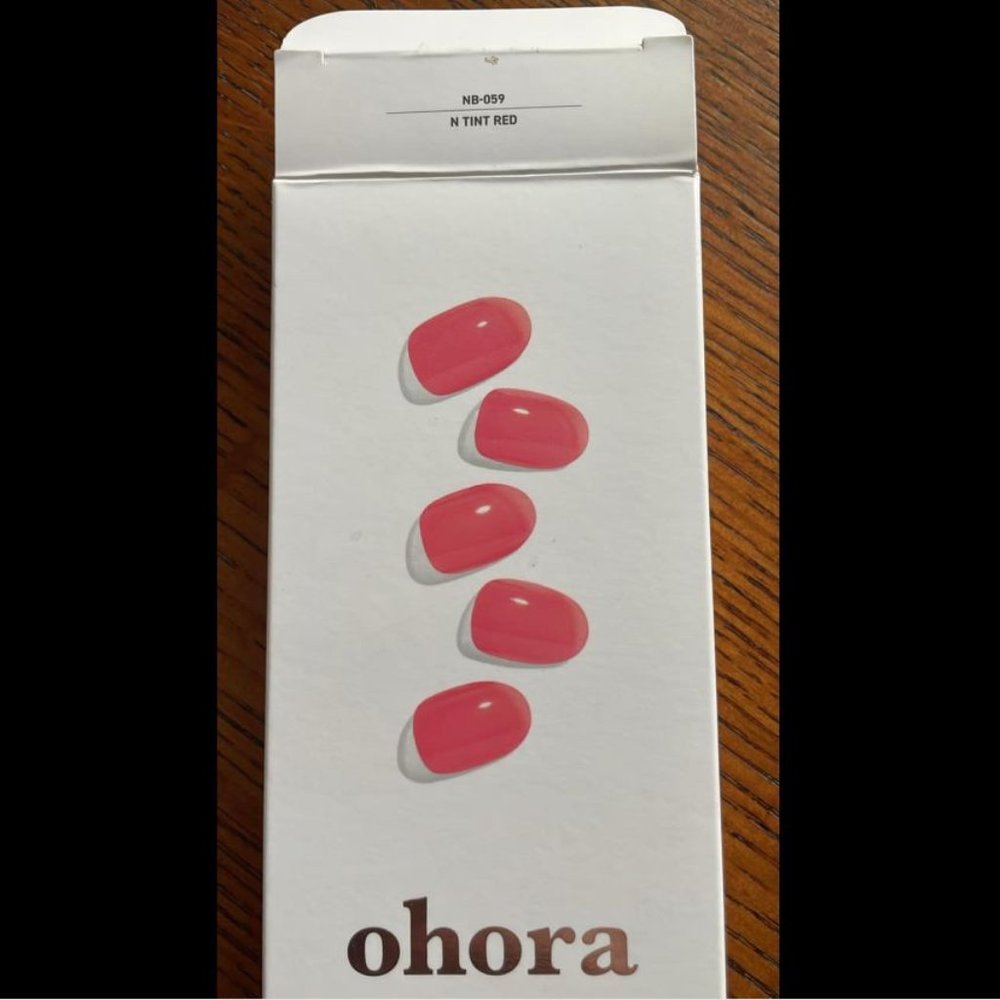 NB-059
N TINT RED
ohora